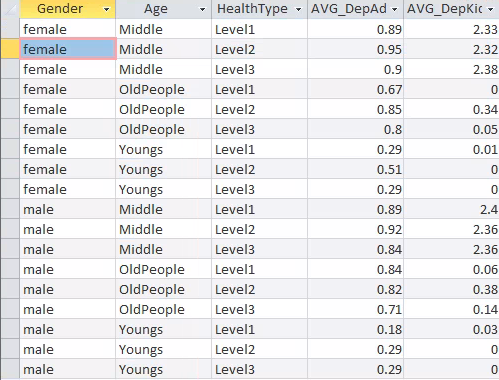 Gender Age HealthType AVG_DepAd AVG_DepKid
female Middle Level1 0.89 2.33
female Middle Level2 0.95 2.32
female Middle Level3 0.9 2.38
female OldPeople Level1 0.67 0
female OldPeople Level2 0.85 0.34
female OldPeople Level3 0.8 0.05
female Youngs Level1 0.29 0.01
female Youngs Level2 0.51 0
female Youngs Level3 0.29 0
male Middle Level1 0.89 2.4
male Middle Level2 0.92 2.36
male Middle Level3 0.84 2.36
male OldPeople Level1 0.84 0.06
male OldPeople Level2 0.82 0.38
male OldPeople Level3 0.71 0.14
male Youngs Level1 0.18 0.03
male Youngs Level2 0.29 0
male Youngs Level3 0.29 0